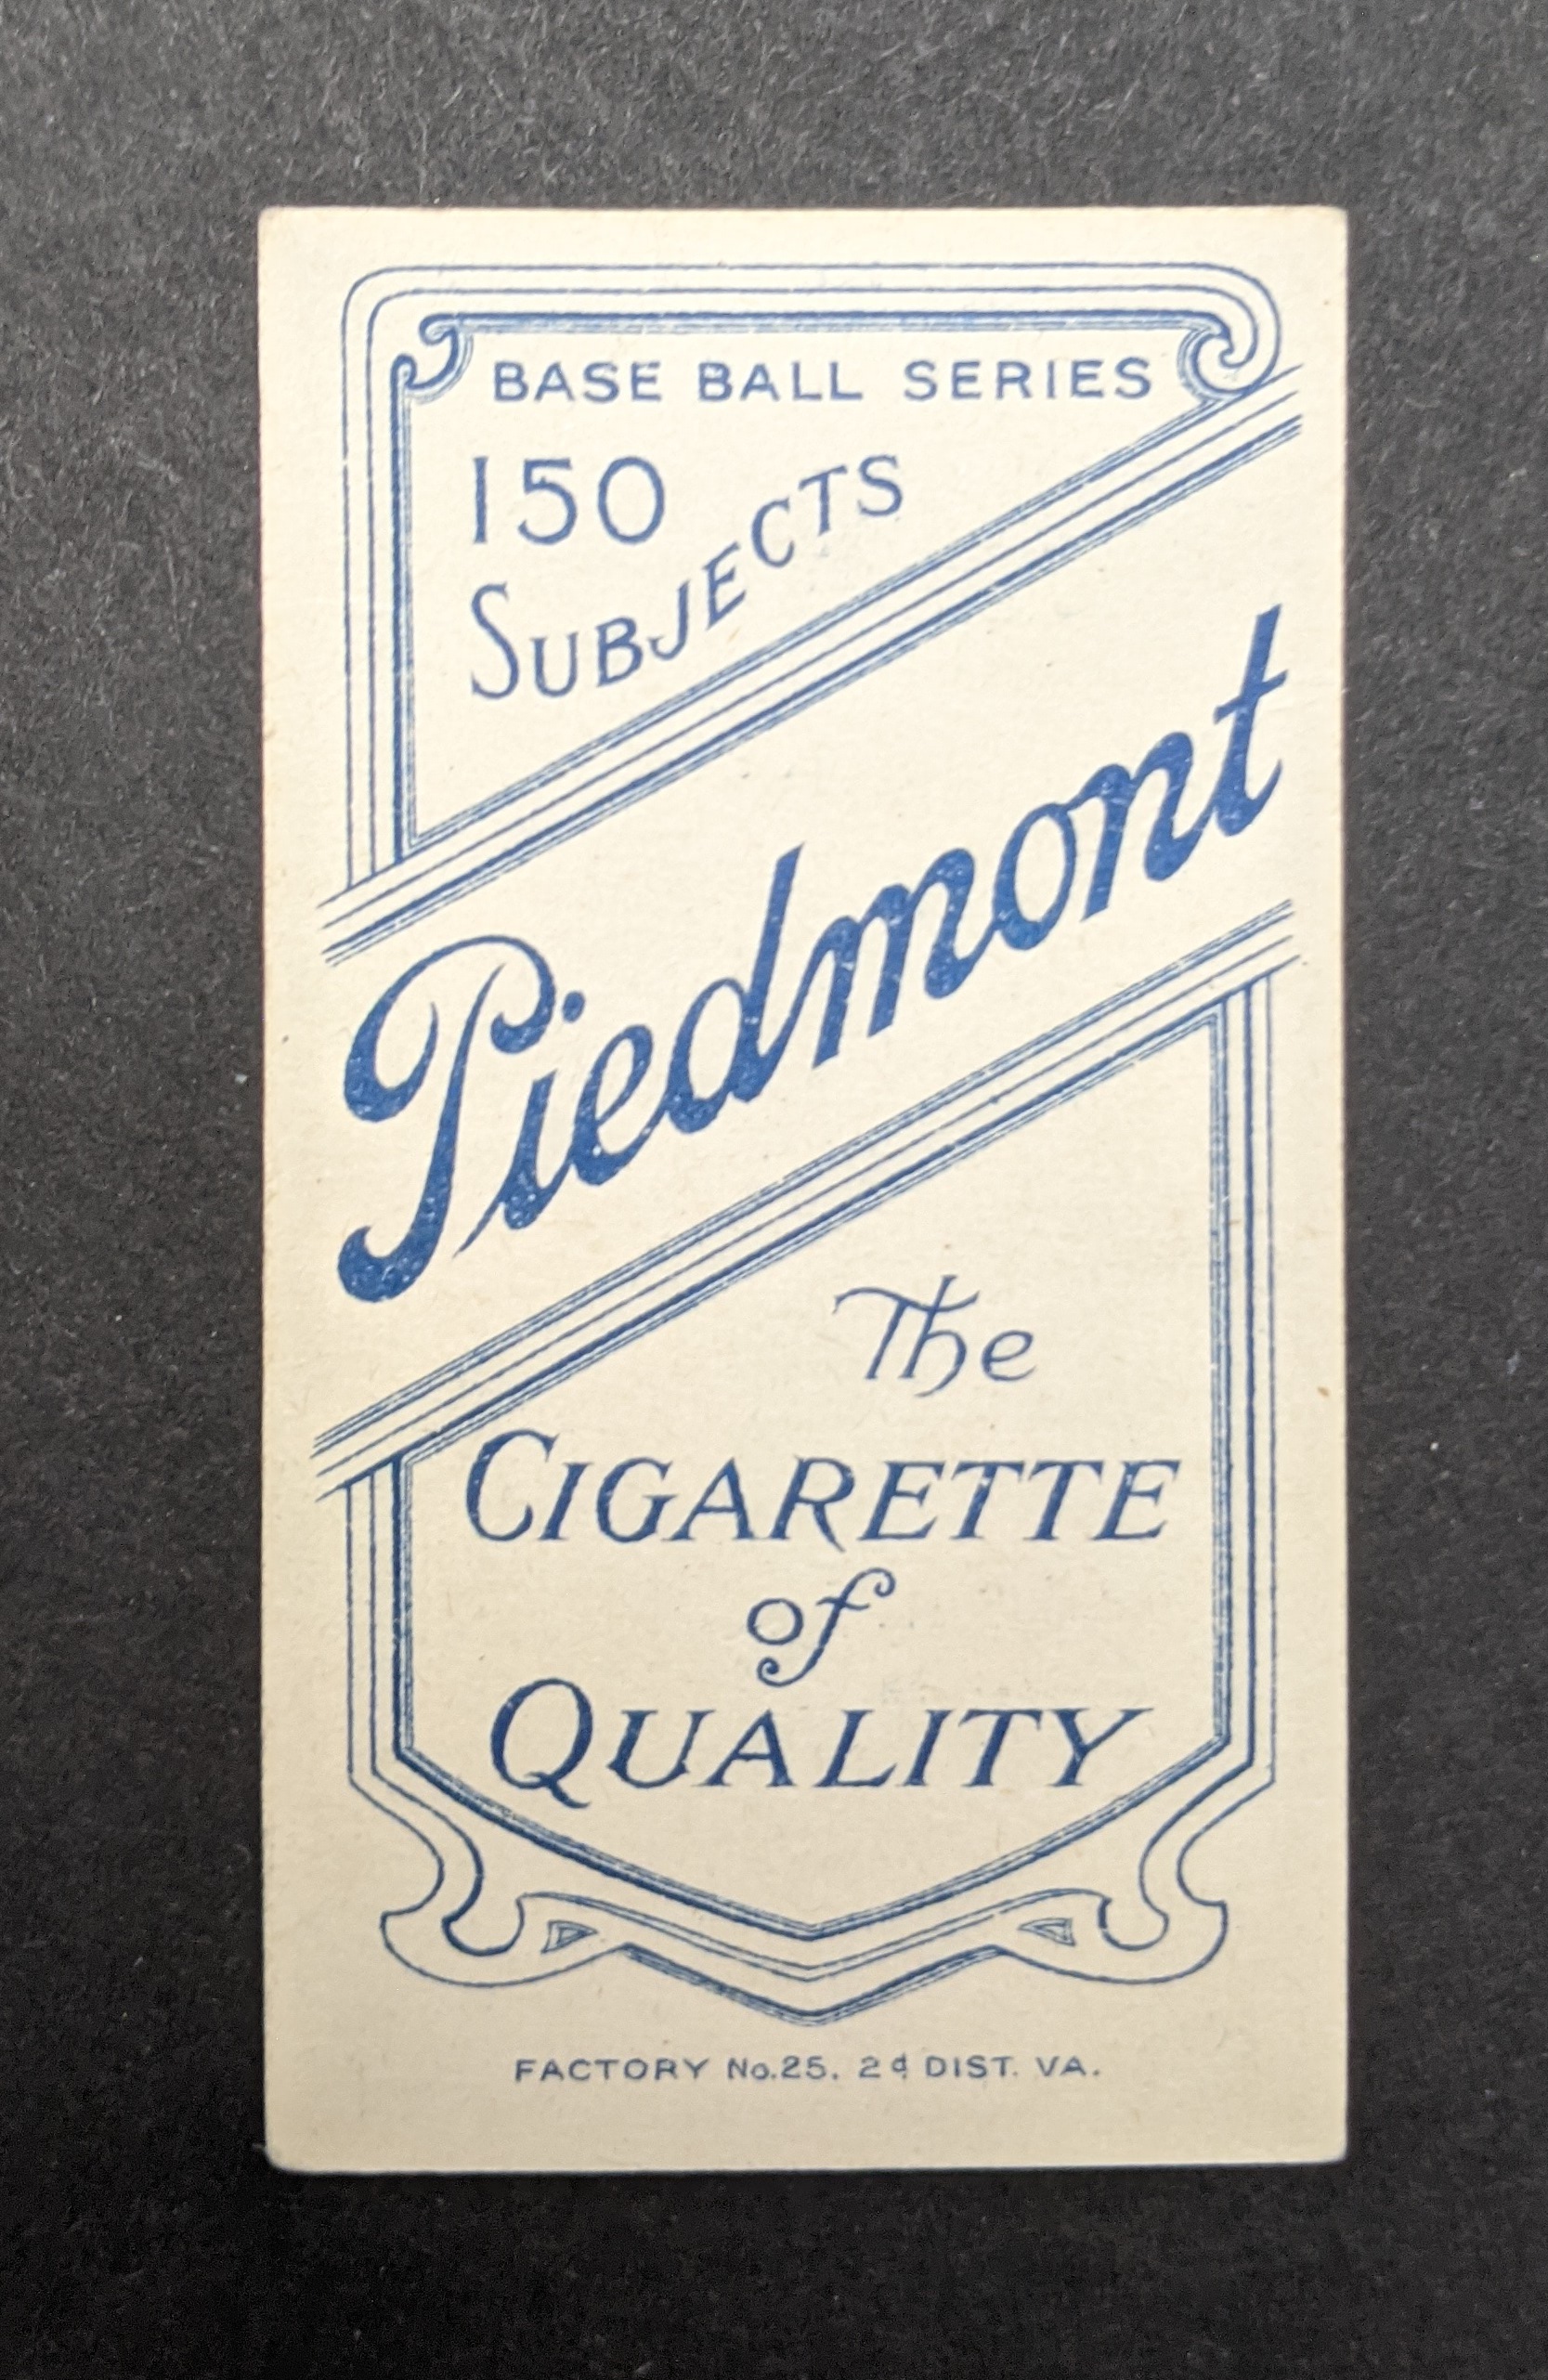 BASE BALL SERIES
150
SUBJECTS
Piedmont
The
CIGARETTE
of
QUALITY
FACTORY No.25. 2d DIST. VA.